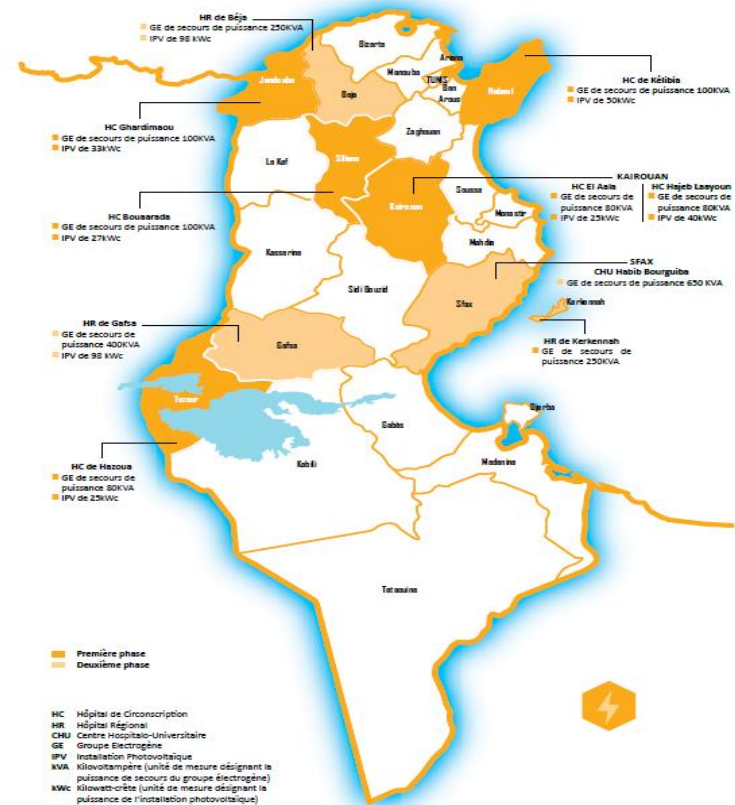 HR de Béja
GE de secours de puissance 250KVA
IPV de 98 kWc
Bizerte
Ariana
Manouba
TUNIS
Ben
Arous
Jendouba
Beja
Nabeul
HC de Kélibia
GE de secours de puissance 100KVA
IPV de 50kWc
HC Ghardimaou
GE de secours de puissance 100KVA
IPV de 33kWc
Zaghouan
Le Kef
Siliana
KAIROUAN
HC El Aala
GE de secours de
puissance 80KVA
IPV de 25kWc
HC Hajeb Laayoun
GE de secours de
puissance 80KVA
IPV de 40kWc
Sousse
Kairouan
Monastir
HC Bouaarada
GE de secours de puissance 100KVA
IPV de 27kWc
Mahdia
Kasserine
SFAX
CHU Habib Bourguiba
GE de secours de puissance 650 KVA
Sidi Bouzid
Sfax
Kerkennah
HR de Gafsa
GE de secours de
puissance 400KVA
IPV de 98 kWc
Gafsa
HR de Kerkennah
GE de secours de
puissance 250KVA
Tozeur
Djerba
Gabès
HC de Hazoua
GE de secours de
puissance 80KVA
IPV de 25kWc
Kebili
Medenine
Tataouine
Première phase
Deuxième phase
HC Hôpital de Circonscription
HR Hôpital Régional
CHU Centre Hospitalo-Universitaire
GE Groupe Electrogène
IPV Installation Photovoltaïque
kVA Kilovoltampère (unité de mesure désignant la
puissance de secours du groupe électrogène)
kWc Kilowatt-crête (unité de mesure désignant la
puissance de l'installation photovoltaïque)